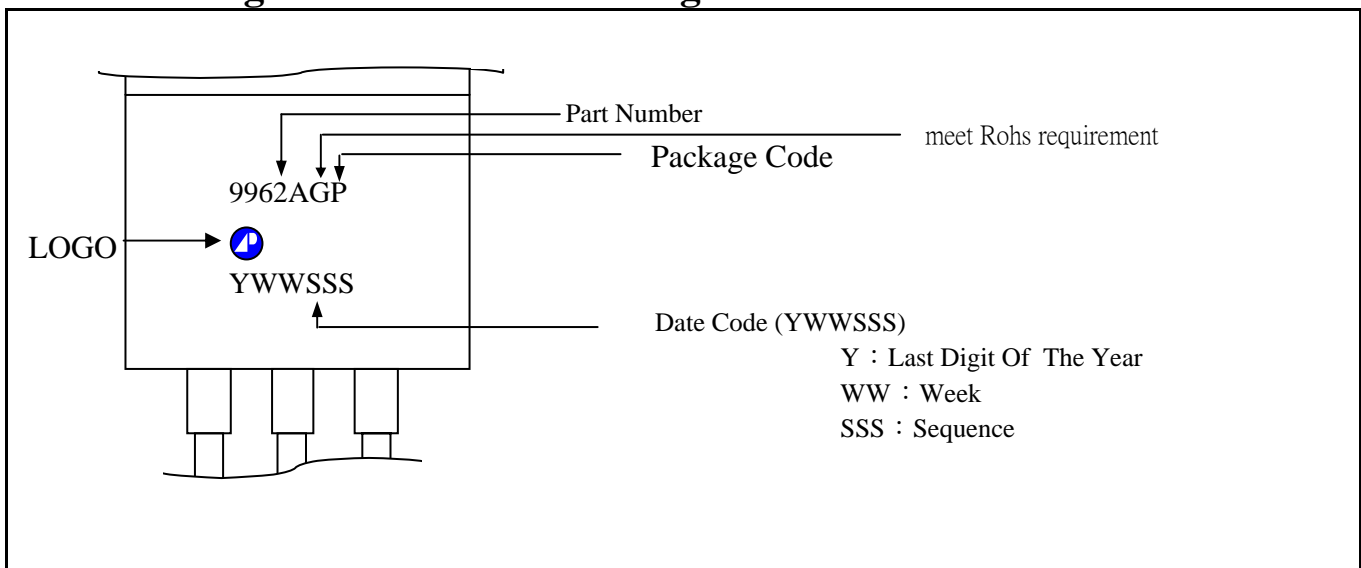 Part Number
meet Rohs requirement
Package Code
9962AGP
LOGO
YWWSSS
Date Code (YWWSSS)
Y：Last Digit Of The Year
WW：Week
SSS：Sequence